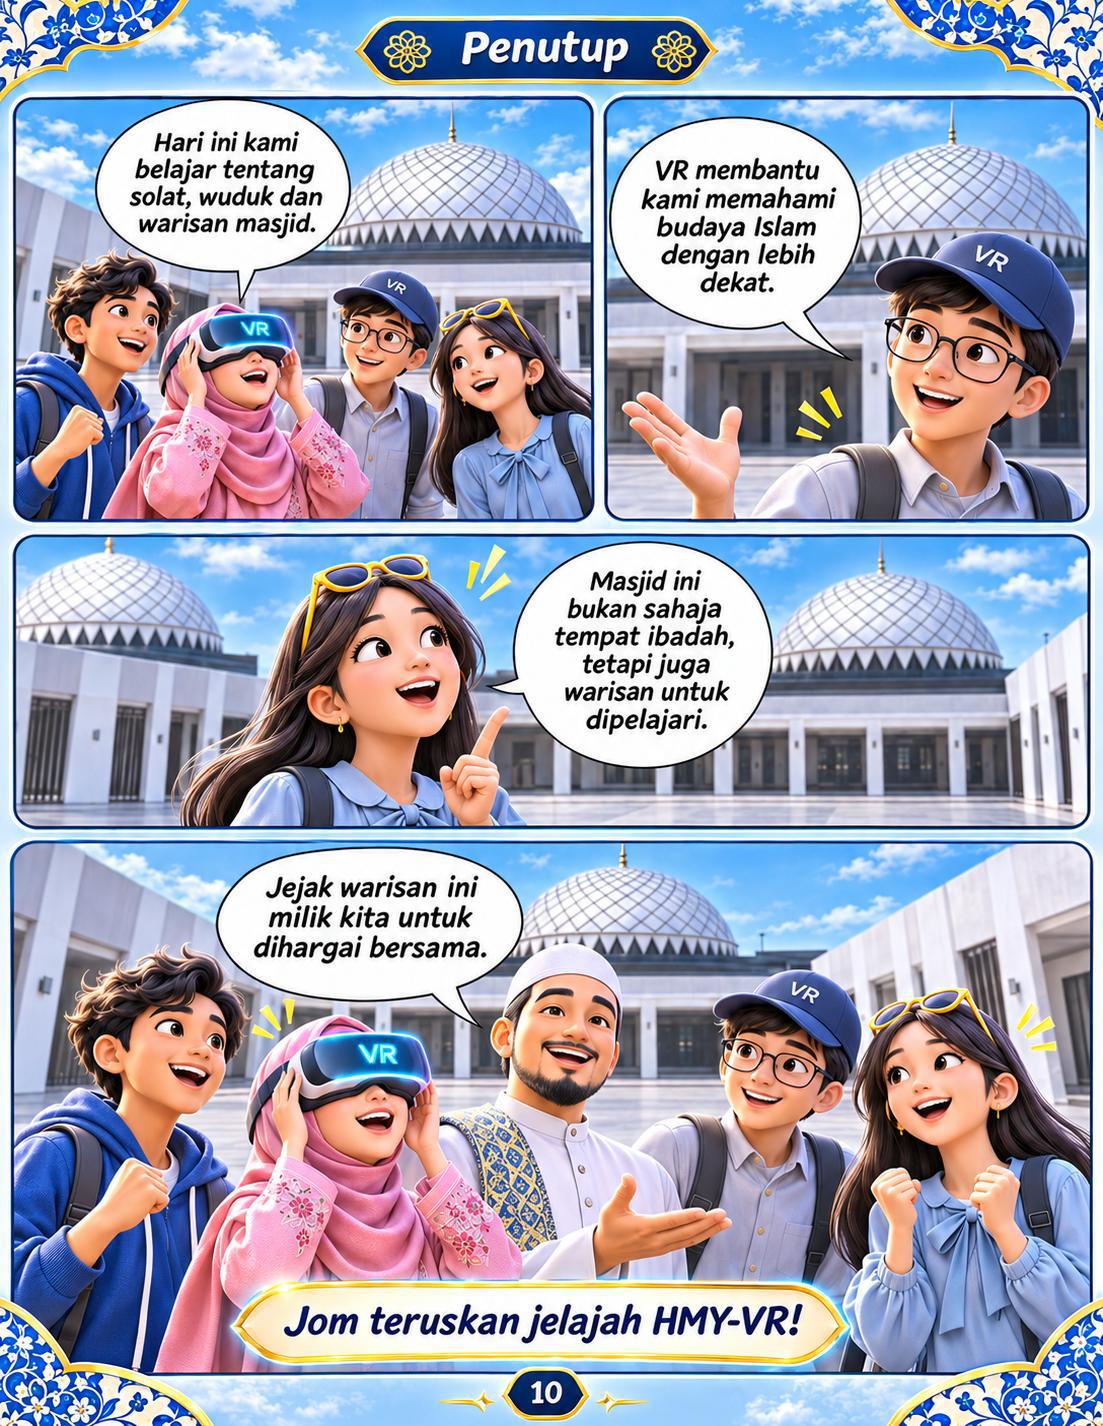 Penutup
Hari ini kami
belajar tentang
solat, wuduk dan
warisan masjid.
VR
VR
VR membantu
kami memahami
budaya Islam
dengan lebih
dekat.
VR
Masjid ini
bukan sahaja
tempat ibadah,
tetapi juga
warisan untuk
dipelajari.
Jejak warisan ini
milik kita untuk
dihargai bersama.
VR
VR
Jom teruskan jelajah HMY-VR!
10